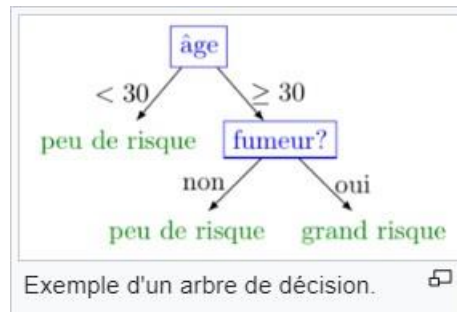 âge
< 30 ≥ 30
peu de risque fumeur?
non oui
peu de risque grand risque
Exemple d'un arbre de décision.